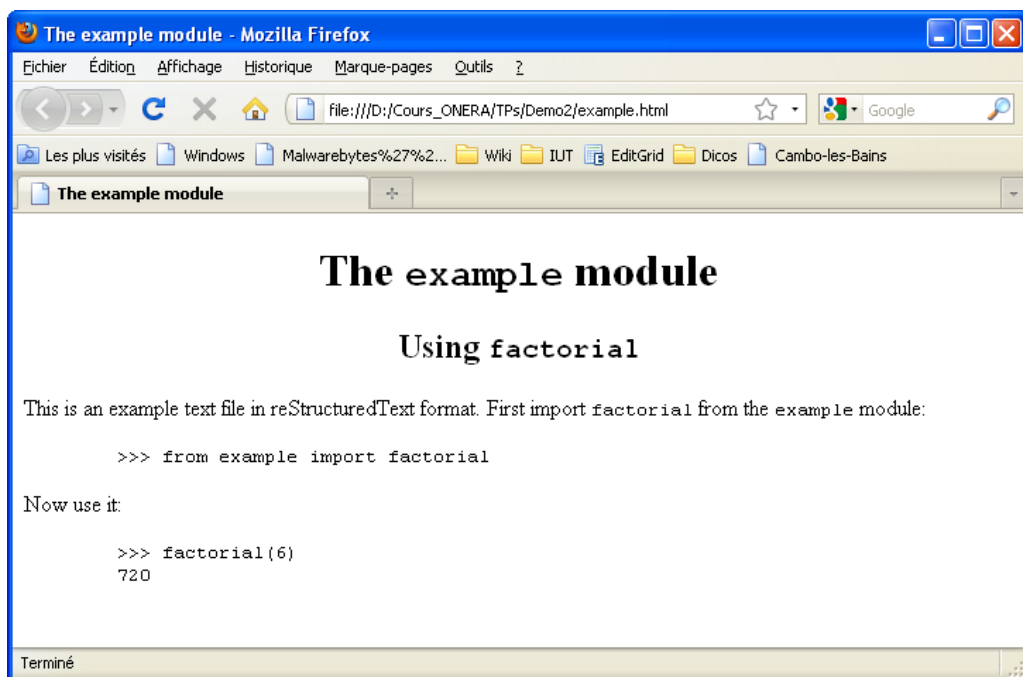 The example module - Mozilla Firefox
Fichier Édition Affichage Historique Marque-pages Outils ?
file:///D:/Cours_ONERA/TPs/Demo2/example.html Google
Les plus visités Windows Malwarebytes%27%2... Wiki IUT EditGrid Dicos Cambo-les-Bains
The example module
The example module
Using factorial
This is an example text file in reStructuredText format. First import factorial from the example module:
>>> from example import factorial
Now use it:
>>> factorial(6)
720
Terminé